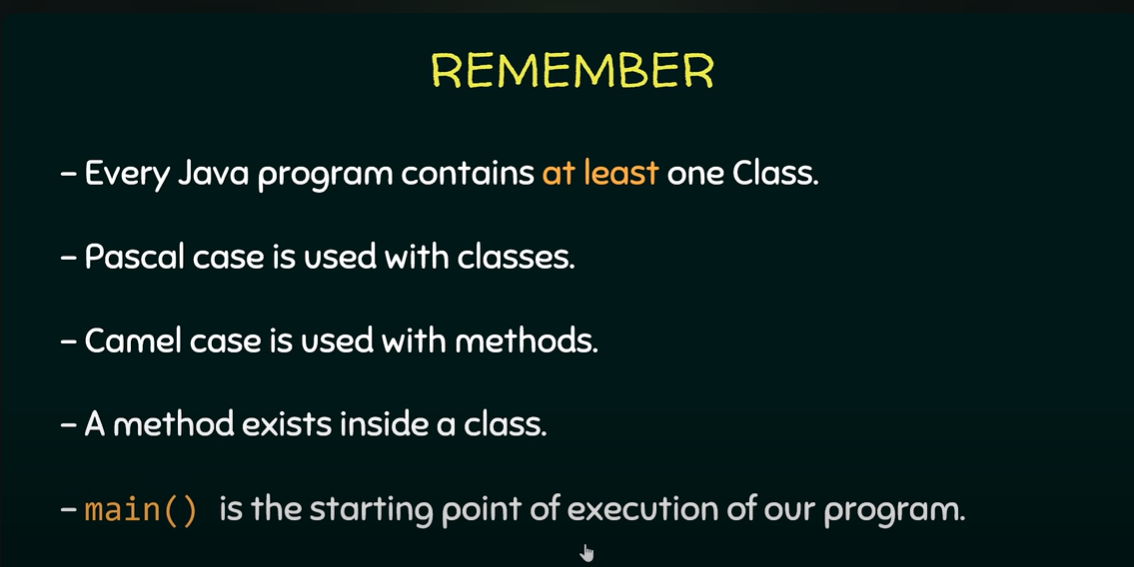 REMEMBER
– Every Java program contains at least one Class.
– Pascal case is used with classes.
– Camel case is used with methods.
– A method exists inside a class.
– main() is the starting point of execution of our program.